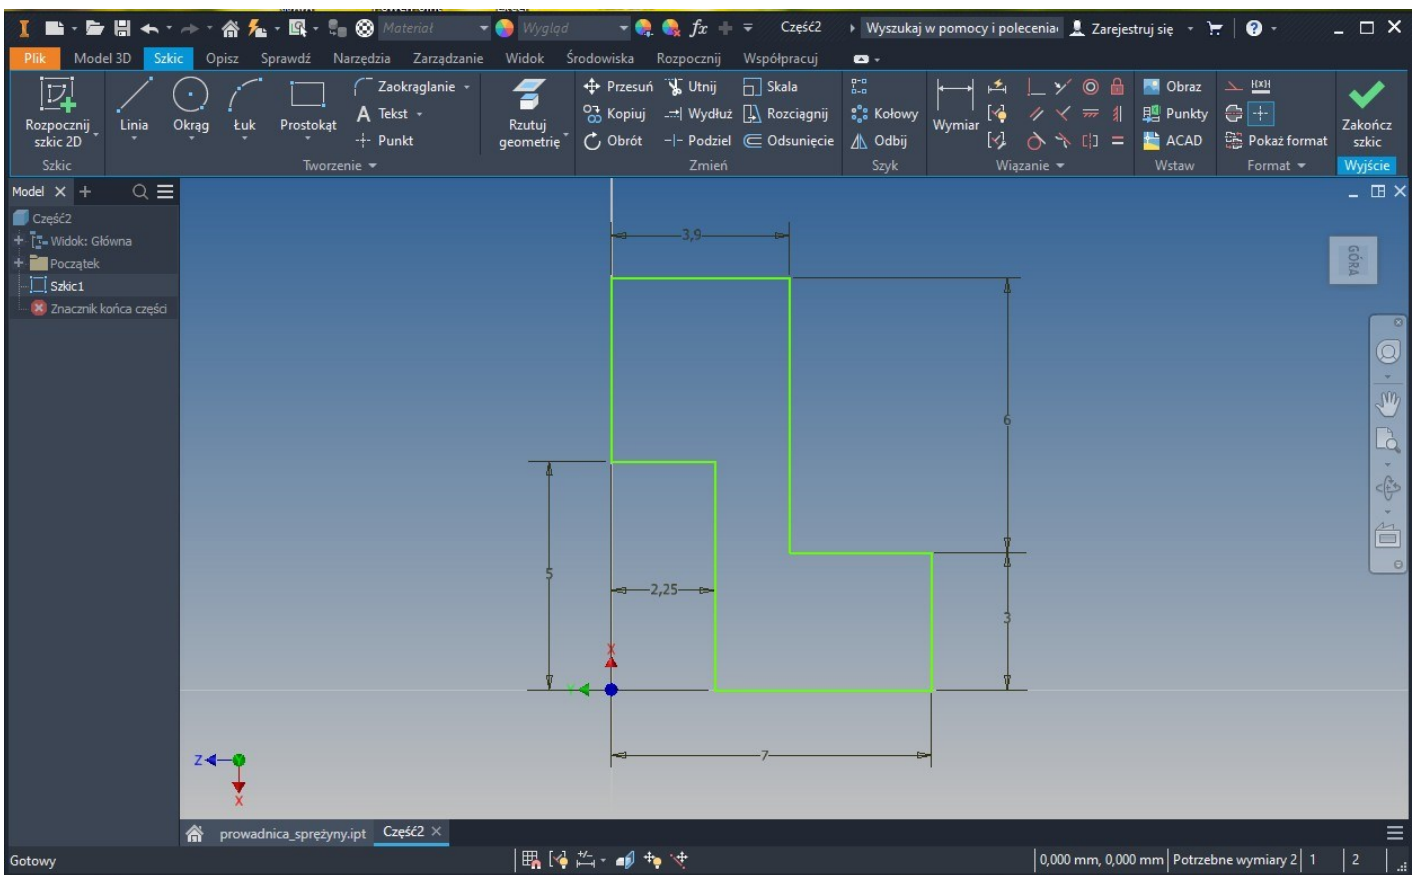 Materiał Wygląd fx Część2 Wyszukaj w pomocy i polecenia Zarejestruj się
Plik Model 3D Szkic Opisz Sprawdź Narzędzia Zarządzanie Widok Środowiska Rozpocznij Współpracuj
Rozpocznij szkic 2D
Linia
Okrąg
Łuk
Prostokąt
Zaokrąglanie
A Tekst
Punkt
Rzutuj geometrię
Przesuń Utnij Skala
Kopiuj Wydłuż Rozciągnij
Obrót Podziel Odsunięcie
Kołowy
Odbij
Wymiar
Obraz
Punkty
ACAD
Pokaż format
Zakończ szkic
Szkic Tworzenie Zmień Szyk Wiązanie Wstaw Format Wyjście
Model
Część2
Widok: Główna
Początek
Szkic1
Znacznik końca części
GÓRA
3,9
6
5
2,25
3
X
Y
7
Z
X
prowadnica_sprężyny.ipt Część2
Gotowy
0,000 mm, 0,000 mm Potrzebne wymiary 2 1 2